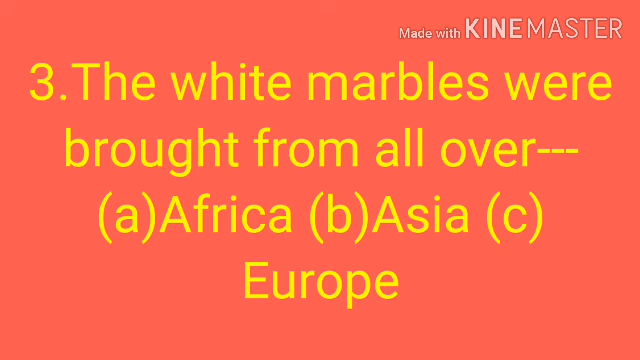 Made with KINEMASTER
3.The white marbles were
brought from all over---
(a)Africa (b)Asia (c)
Europe